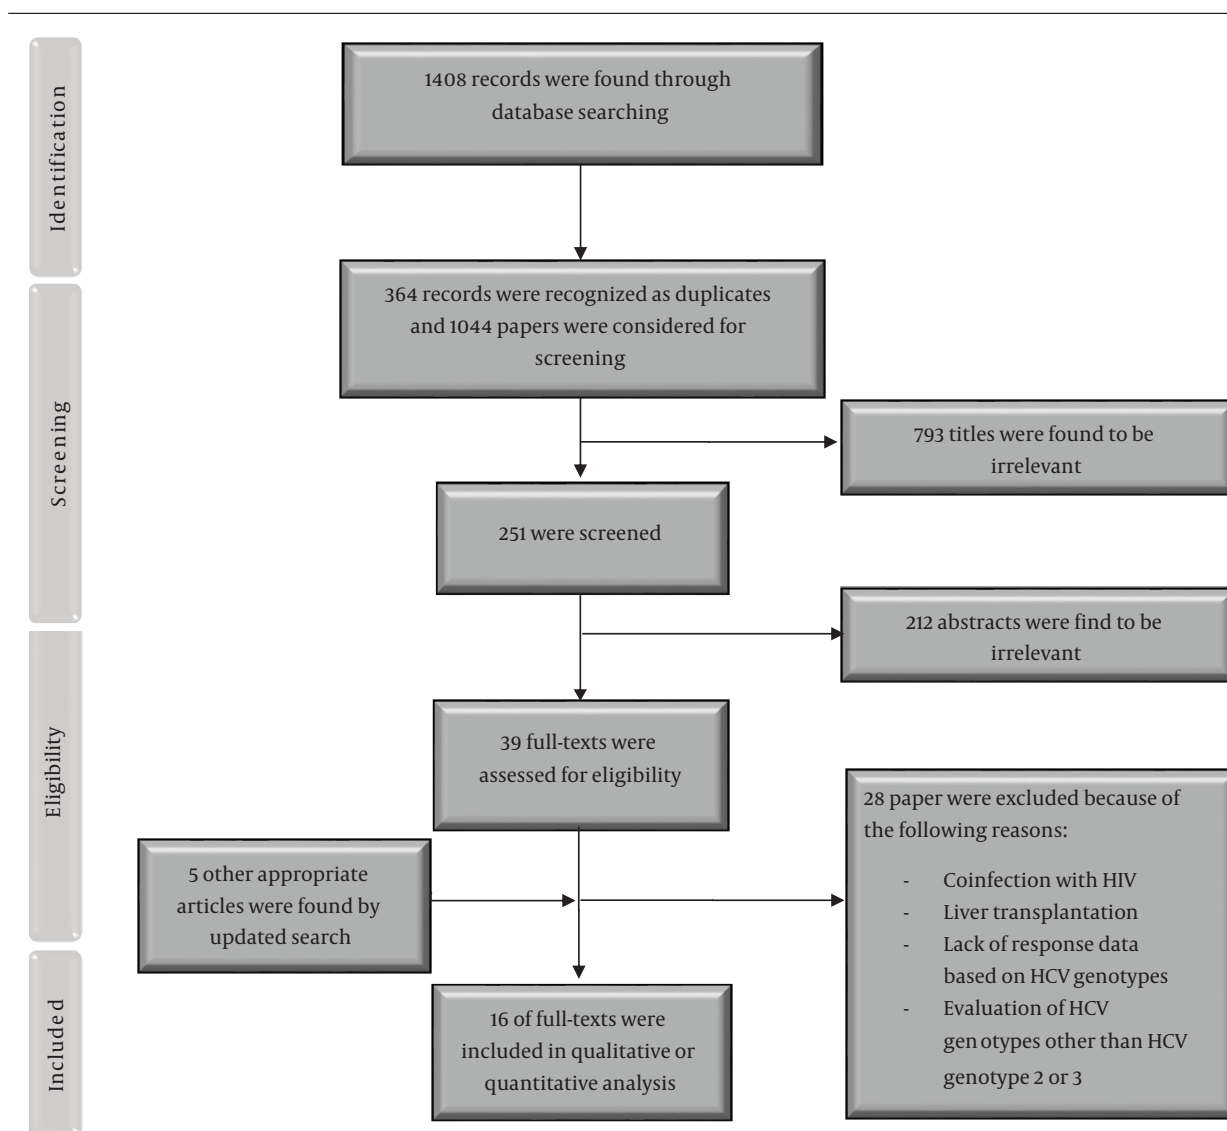 Identification
1408 records were found through
database searching
364 records were recognized as duplicates
and 1044 papers were considered for
screening
Screening
793 titles were found to be
irrelevant
251 were screened
212 abstracts were find to be
irrelevant
Eligibility
39 full-texts were
assessed for eligibility
5 other appropriate
articles were found by
updated search
28 paper were excluded because of
the following reasons:
- Coinfection with HIV
- Liver transplantation
- Lack of response data
based on HCV genotypes
- Evaluation of HCV
genotypes other than HCV
genotype 2 or 3
Included
16 of full-texts were
included in qualitative or
quantitative analysis